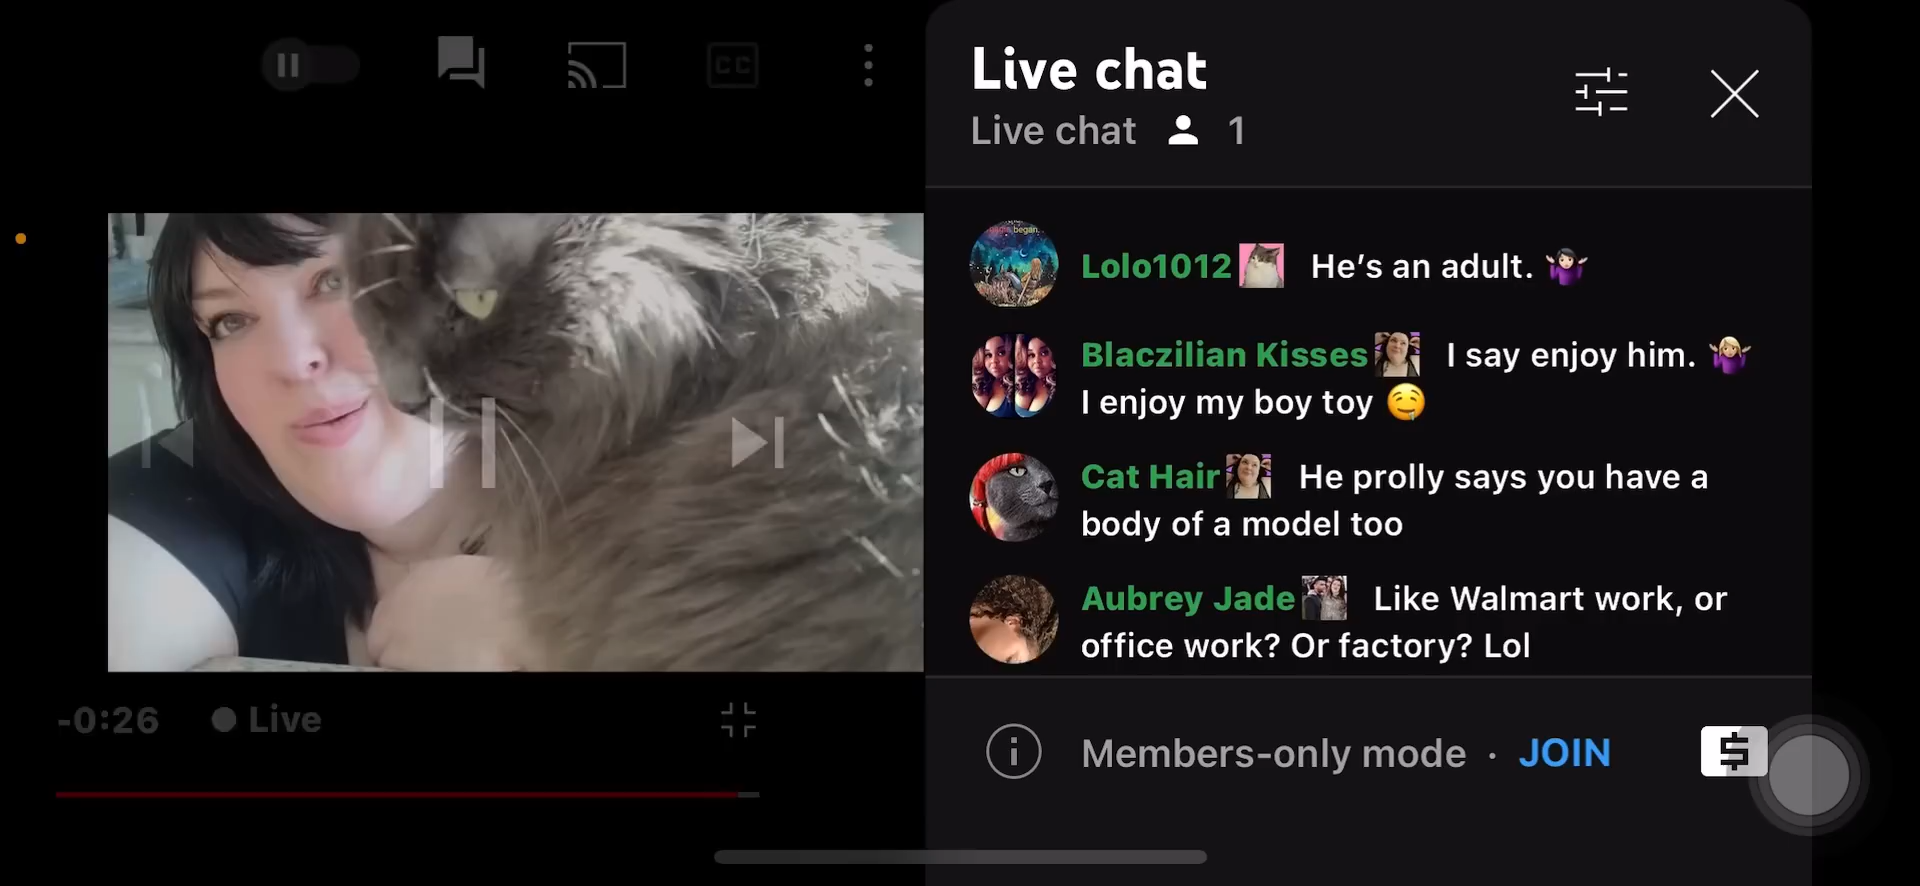 CC
Live chat
Live chat 1
began.
Lolo1012 He's an adult. 🤷🏻‍♀️
Blaczilian Kisses I say enjoy him. 🤷🏼‍♀️
I enjoy my boy toy 🤤
Cat Hair He prolly says you have a
body of a model too
Aubrey Jade Like Walmart work, or
office work? Or factory? Lol
-0:26 Live
Members-only mode · JOIN
$